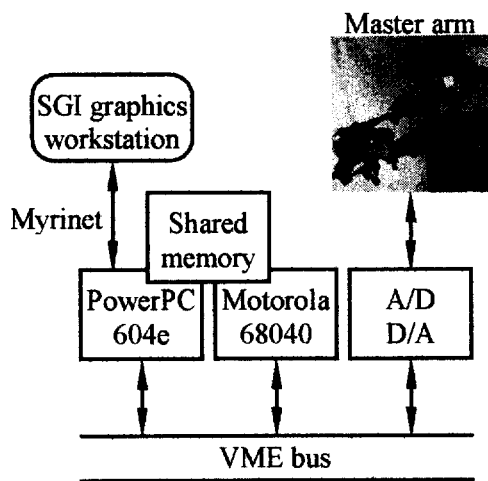 Master arm
SGI graphics
workstation
Myrinet
Shared
memory
PowerPC
604e
Motorola
68040
A/D
D/A
VME bus